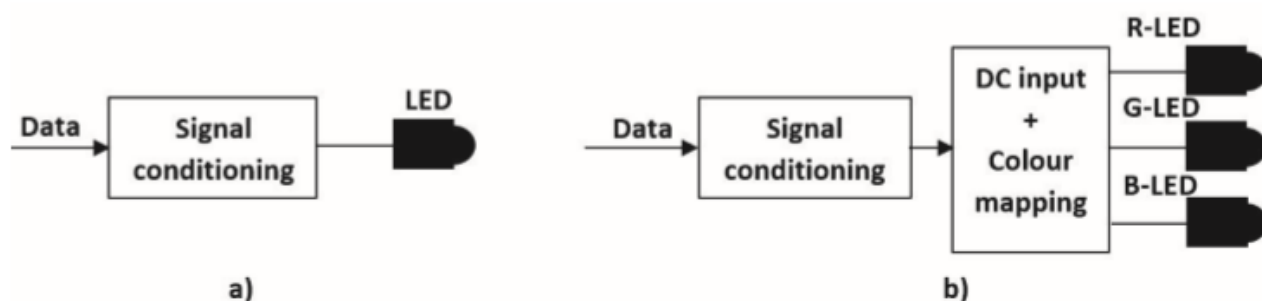 Data
Signal
conditioning
LED
a)
Data
Signal
conditioning
DC input
+
Colour
mapping
R-LED
G-LED
B-LED
b)